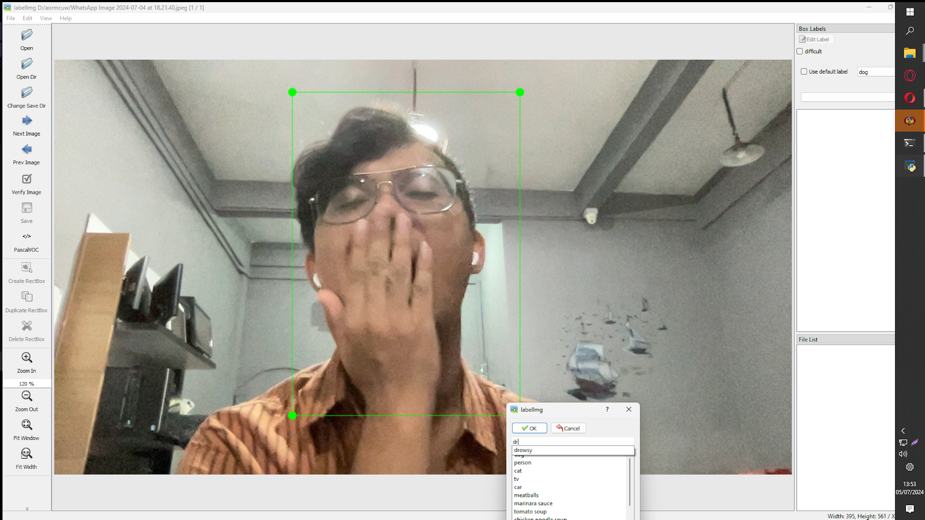 labelImg D:/asrmcuw/WhatsApp Image 2024-07-04 at 18.21.40.jpeg [1 / 1]
File Edit View Help
Open
Open Dir
Change Save Dir
Next Image
Prev Image
Verify Image
Save
</>
PascalVOC
Create RectBox
Duplicate RectBox
Delete RectBox
Zoom In
120 %
Zoom Out
Fit Window
Fit Width
Box Labels
Edit Label
difficult
Use default label
dog
File List
labelImg
?
OK
Cancel
dr
drowsy
person
cat
tv
car
meatballs
marinara sauce
tomato soup
chicken noodle soup
13:53
05/07/2024
Width: 395, Height: 561 / X